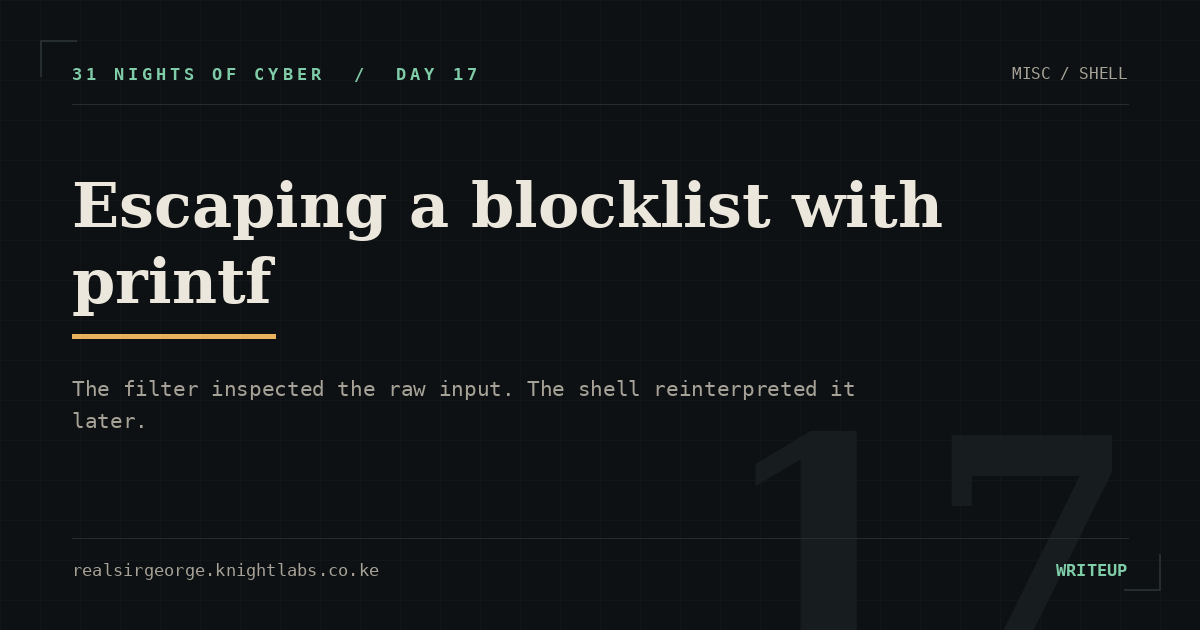 31 NIGHTS OF CYBER / DAY 17
MISC / SHELL
Escaping a blocklist with
printf
The filter inspected the raw input. The shell reinterpreted it
later.
17
realsirgeorge.knightlabs.co.ke
WRITEUP